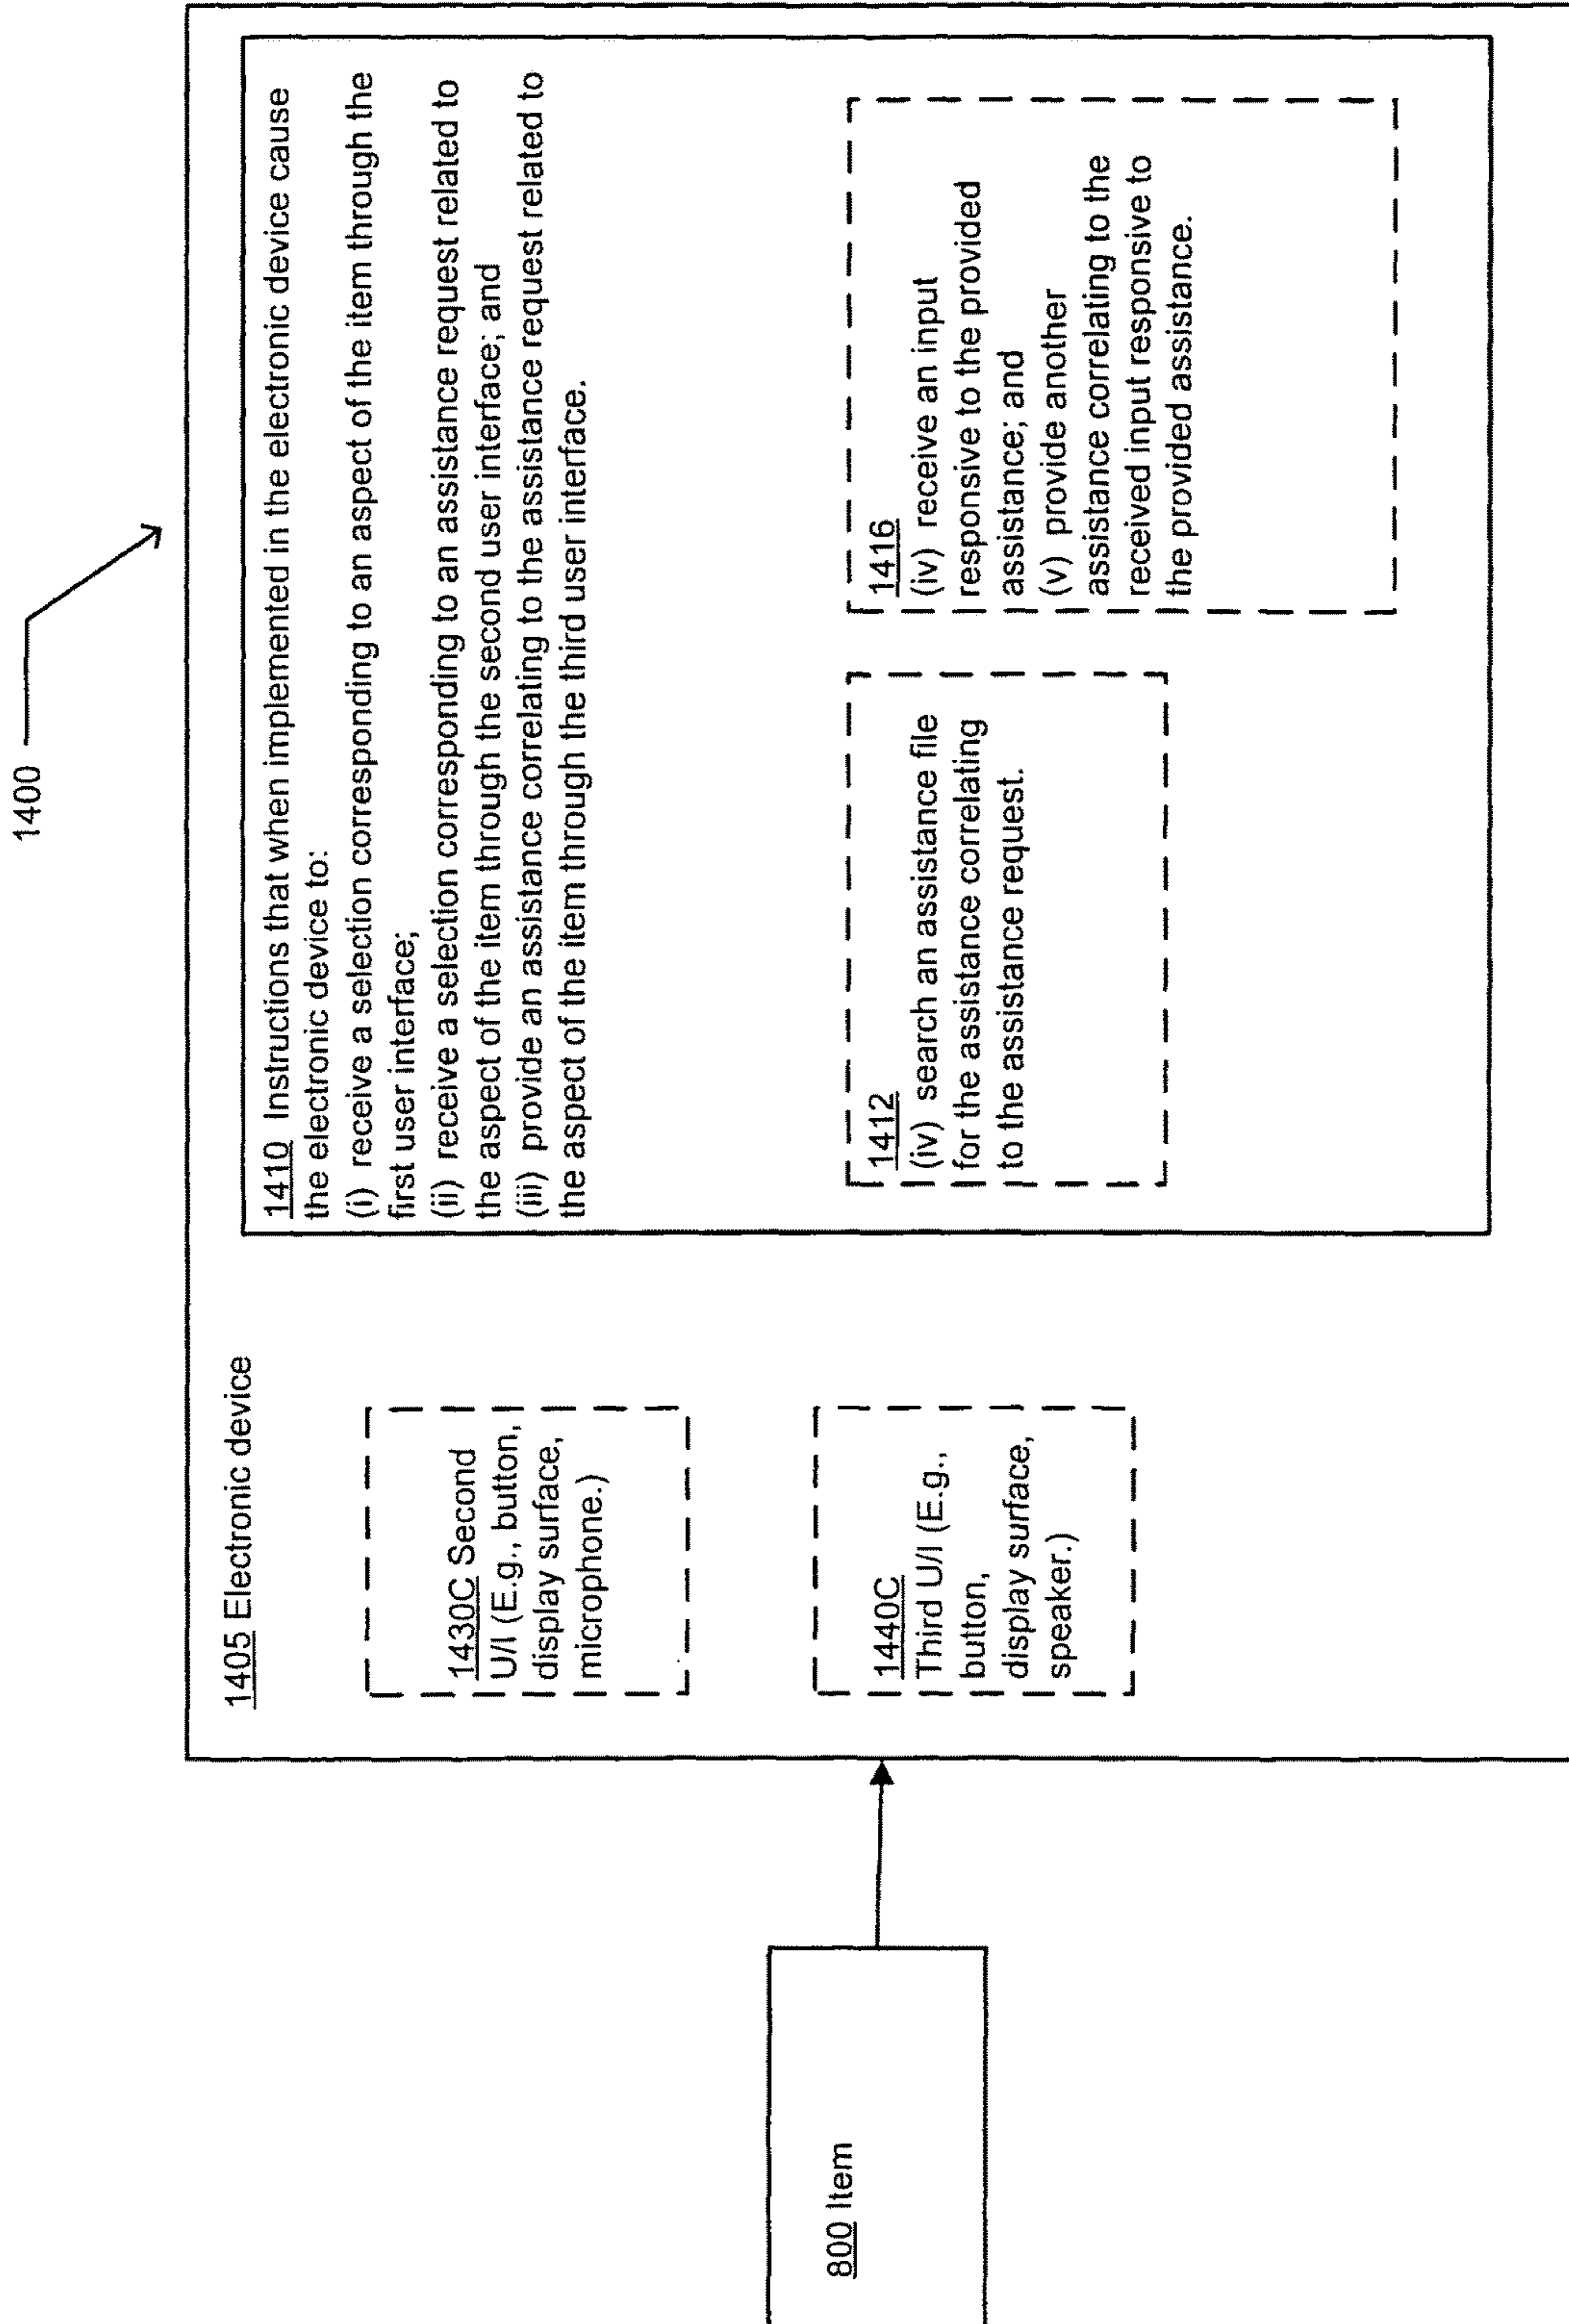 1400
1405 Electronic device
1430C Second
U/I (E.g., button,
display surface,
microphone.)
1440C
Third U/I (E.g.,
button,
display surface,
speaker.)
1410 Instructions that when implemented in the electronic device cause
the electronic device to:
(i) receive a selection corresponding to an aspect of the item through the
first user interface;
(ii) receive a selection corresponding to an assistance request related to
the aspect of the item through the second user interface; and
(iii) provide an assistance correlating to the assistance request related to
the aspect of the item through the third user interface.
1412
(iv) search an assistance file
for the assistance correlating
to the assistance request.
1416
(iv) receive an input
responsive to the provided
assistance; and
(v) provide another
assistance correlating to the
received input responsive to
the provided assistance.
800 Item